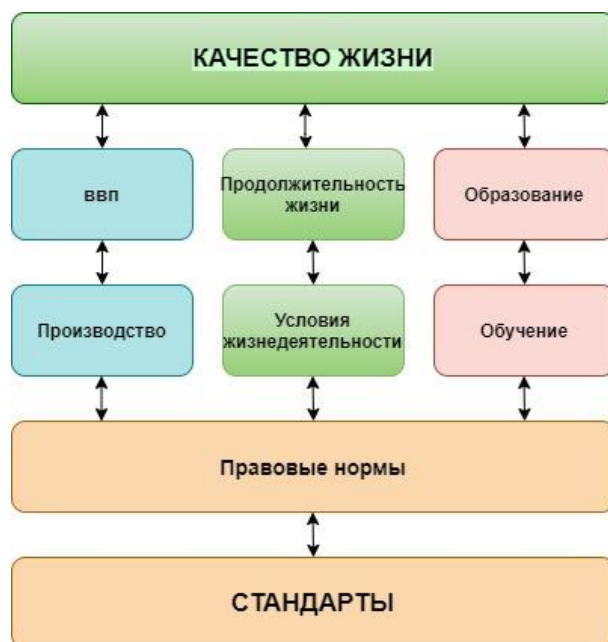 КАЧЕСТВО ЖИЗНИ
ввп
Продолжительность
жизни
Образование
Производство
Условия
жизнедеятельности
Обучение
Правовые нормы
СТАНДАРТЫ